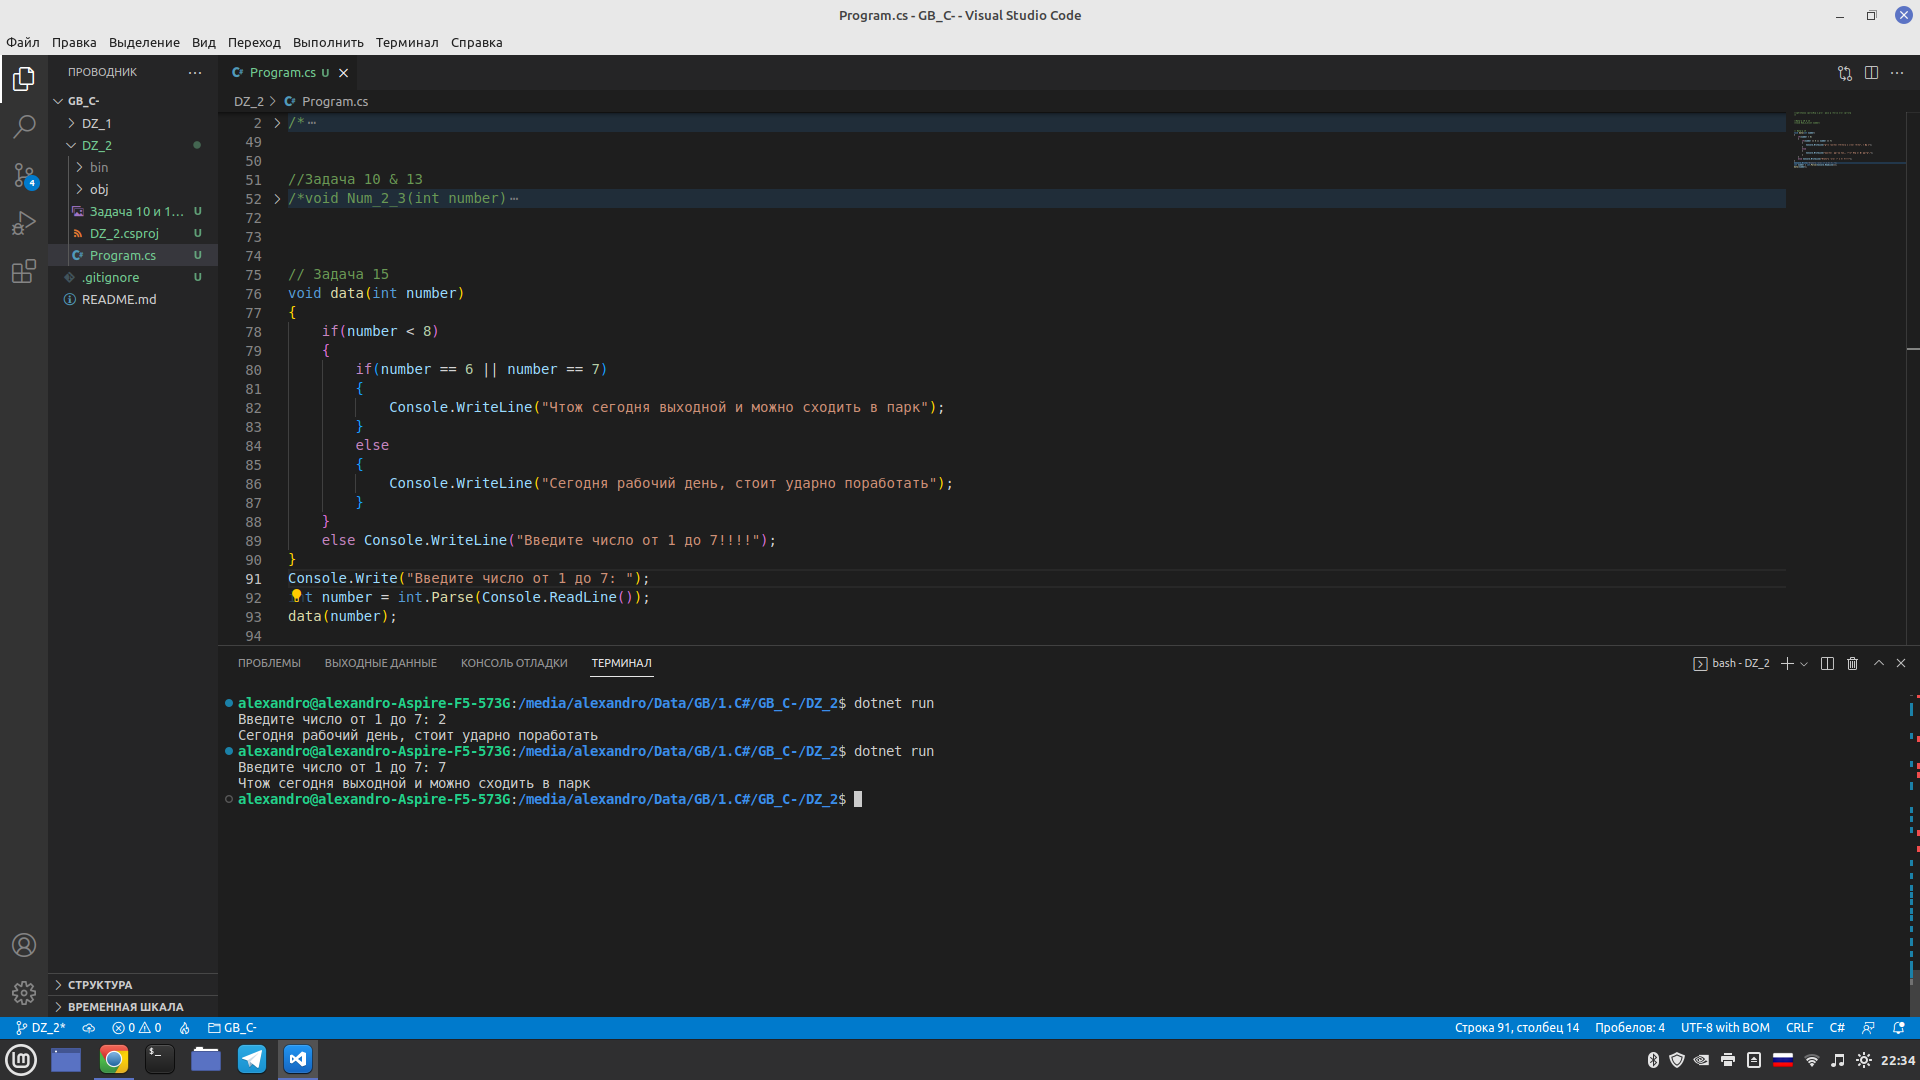 Program.cs - GB_C- - Visual Studio Code
Файл Правка Выделение Вид Переход Выполнить Терминал Справка
ПРОВОДНИК
Program.cs U
DZ_2 > Program.cs
GB_C-
DZ_1
DZ_2
bin
obj
Задача 10 и 1... U
DZ_2.csproj U
Program.cs U
.gitignore U
README.md
4
СТРУКТУРА
ВРЕМЕННАЯ ШКАЛА
2 /* ⋯
49
50
51 //Задача 10 & 13
52 /*void Num_2_3(int number) ⋯
72
73
74
75 // Задача 15
76 void data(int number)
77 {
78 if(number < 8)
79 {
80 if(number == 6 || number == 7)
81 {
82 Console.WriteLine("Чтож сегодня выходной и можно сходить в парк");
83 }
84 else
85 {
86 Console.WriteLine("Сегодня рабочий день, стоит ударно поработать");
87 }
88 }
89 else Console.WriteLine("Введите число от 1 до 7!!!!");
90 }
91 Console.Write("Введите число от 1 до 7: ");
92 int number = int.Parse(Console.ReadLine());
93 data(number);
94
ПРОБЛЕМЫ ВЫХОДНЫЕ ДАННЫЕ КОНСОЛЬ ОТЛАДКИ ТЕРМИНАЛ
bash - DZ_2
alexandro@alexandro-Aspire-F5-573G:/media/alexandro/Data/GB/1.C#/GB_C-/DZ_2$ dotnet run
Введите число от 1 до 7: 2
Сегодня рабочий день, стоит ударно поработать
alexandro@alexandro-Aspire-F5-573G:/media/alexandro/Data/GB/1.C#/GB_C-/DZ_2$ dotnet run
Введите число от 1 до 7: 7
Чтож сегодня выходной и можно сходить в парк
alexandro@alexandro-Aspire-F5-573G:/media/alexandro/Data/GB/1.C#/GB_C-/DZ_2$
DZ_2* 0 0 GB_C-
Строка 91, столбец 14 Пробелов: 4 UTF-8 with BOM CRLF C#
22:34